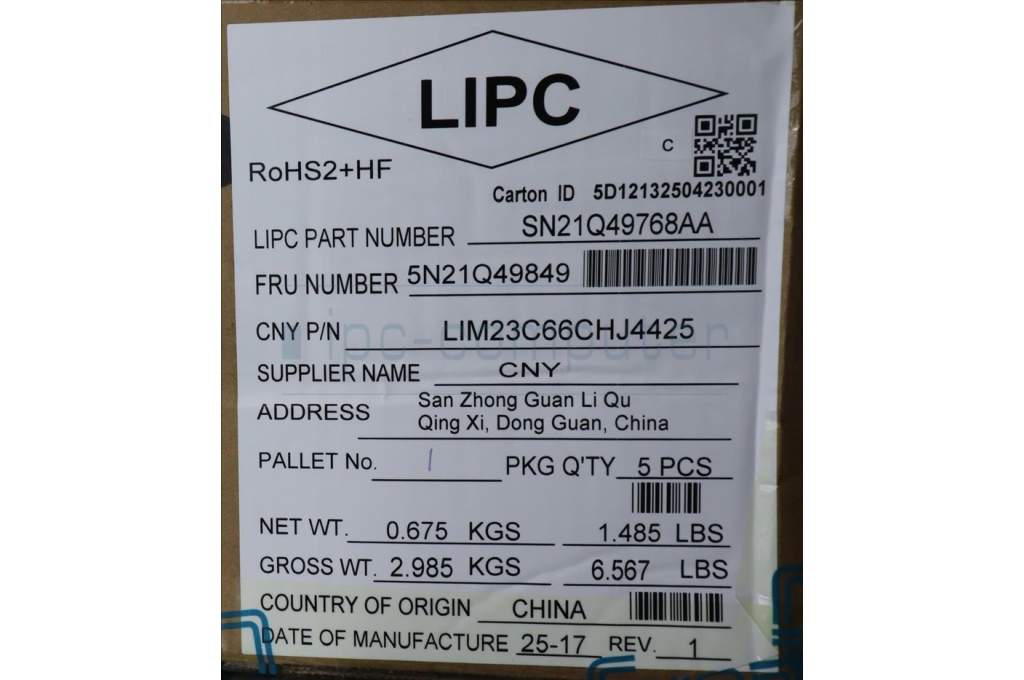 LIPC
C
RoHS2+HF
Carton ID 5D12132504230001
LIPC PART NUMBER SN21Q49768AA
FRU NUMBER 5N21Q49849
CNY P/N LIM23C66CHJ4425
ipc-computer
SUPPLIER NAME CNY
ADDRESS San Zhong Guan Li Qu
Qing Xi, Dong Guan, China
PALLET No. 1 PKG Q'TY 5 PCS
NET WT. 0.675 KGS 1.485 LBS
GROSS WT. 2.985 KGS 6.567 LBS
COUNTRY OF ORIGIN CHINA
DATE OF MANUFACTURE 25-17 REV. 1